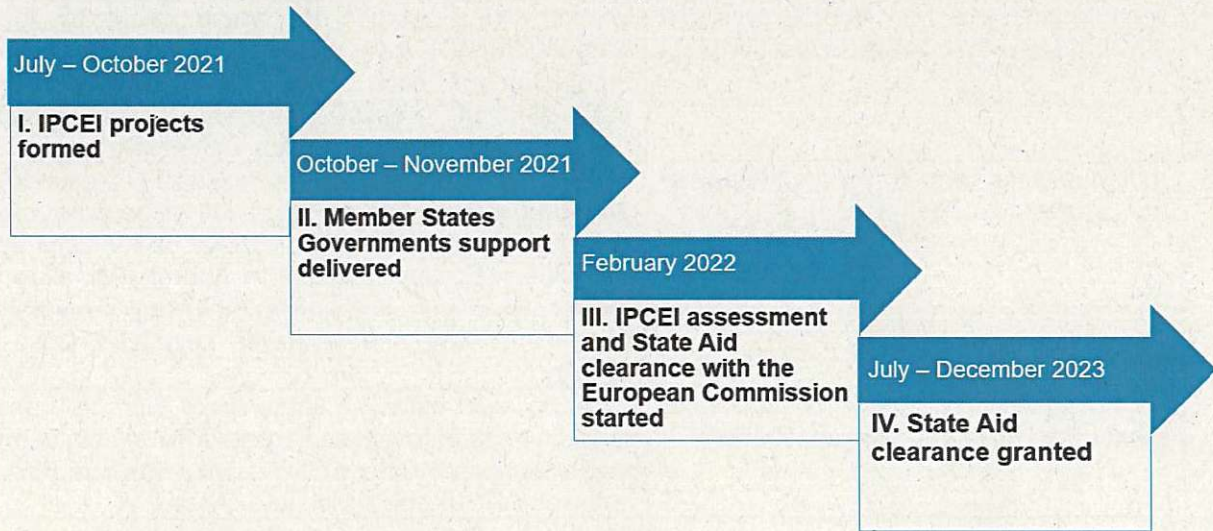 July – October 2021
I. IPCEI projects
formed
October – November 2021
II. Member States
Governments support
delivered
February 2022
III. IPCEI assessment
and State Aid
clearance with the
European Commission
started
July – December 2023
IV. State Aid
clearance granted